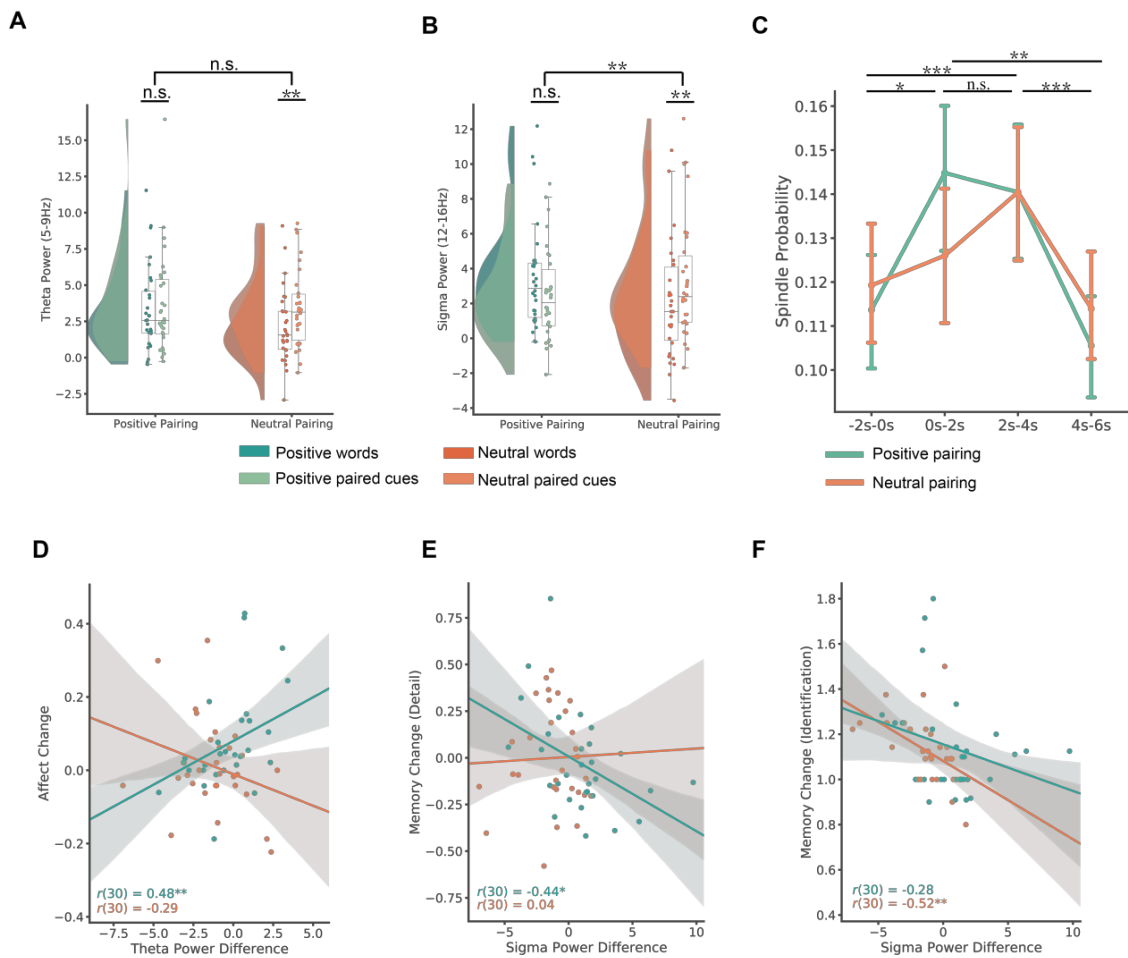 A
B
C
n.s.
n.s.
**
Theta Power (5-9Hz)
15.0
12.5
10.0
7.5
5.0
2.5
0.0
−2.5
Positive Pairing
Neutral Pairing
**
n.s.
**
Sigma Power (12-16Hz)
12
10
8
6
4
2
0
−2
−4
Positive Pairing
Neutral Pairing
**
***
*
n.s.
***
Spindle Probability
0.16
0.15
0.14
0.13
0.12
0.11
0.10
-2s-0s
0s-2s
2s-4s
4s-6s
Positive words
Neutral words
Positive paired cues
Neutral paired cues
Positive pairing
Neutral pairing
D
E
F
Affect Change
0.4
0.2
0.0
−0.2
−0.4
r(30) = 0.48**
r(30) = -0.29
−7.5
−5.0
−2.5
0.0
2.5
5.0
Theta Power Difference
Memory Change (Detail)
0.75
0.50
0.25
0.00
−0.25
−0.50
−0.75
r(30) = -0.44*
r(30) = 0.04
−5
0
5
10
Sigma Power Difference
Memory Change (Identification)
1.8
1.6
1.4
1.2
1.0
0.8
0.6
0.4
r(30) = -0.28
r(30) = -0.52**
−5
0
5
10
Sigma Power Difference